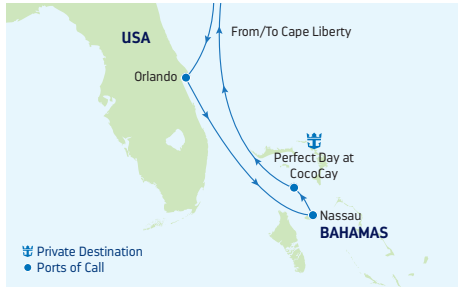 USA
From/To Cape Liberty
Orlando
Perfect Day at
CocoCay
Nassau
BAHAMAS
Private Destination
Ports of Call